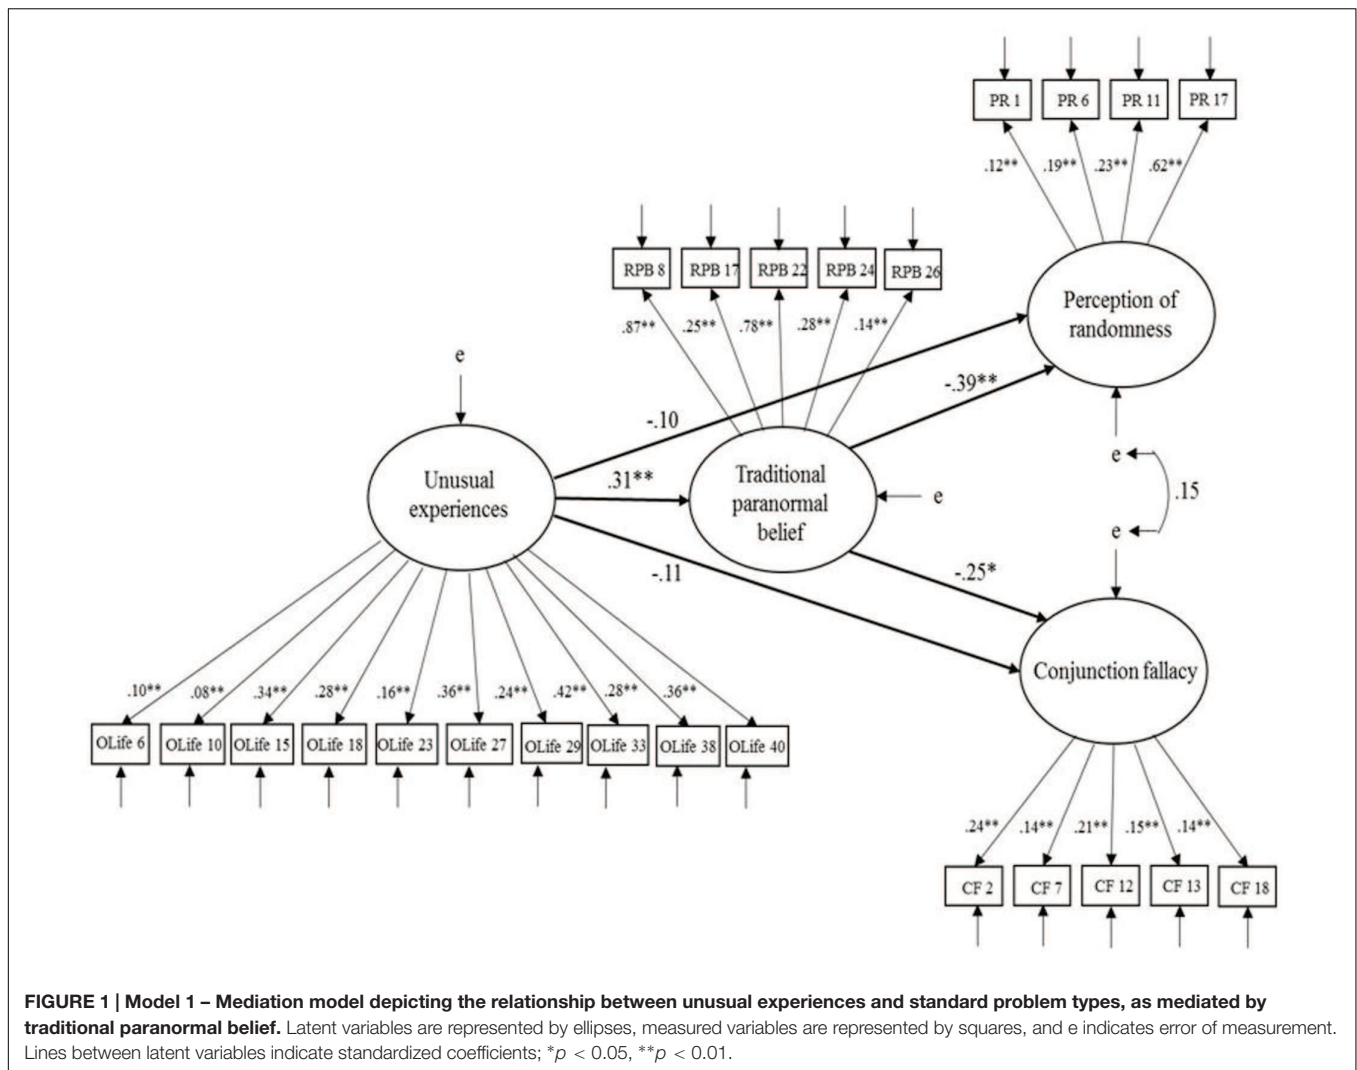 PR 1 PR 6 PR 11 PR 17
.12** .19** .23** .62**
RPB 8 RPB 17 RPB 22 RPB 24 RPB 26
.87** .25** .78** .28** .14**
Perception of
randomness
e
-.10
-.39**
Unusual
experiences
.31**
Traditional
paranormal
belief
e
e
.15
e
-.11
-.25*
Conjunction fallacy
.10** .08** .34** .28** .16** .36** .24** .42** .28** .36**
OLife 6 OLife 10 OLife 15 OLife 18 OLife 23 OLife 27 OLife 29 OLife 33 OLife 38 OLife 40
.24** .14** .21** .15** .14**
CF 2 CF 7 CF 12 CF 13 CF 18
FIGURE 1 | Model 1 – Mediation model depicting the relationship between unusual experiences and standard problem types, as mediated by
traditional paranormal belief. Latent variables are represented by ellipses, measured variables are represented by squares, and e indicates error of measurement.
Lines between latent variables indicate standardized coefficients; *p < 0.05, **p < 0.01.